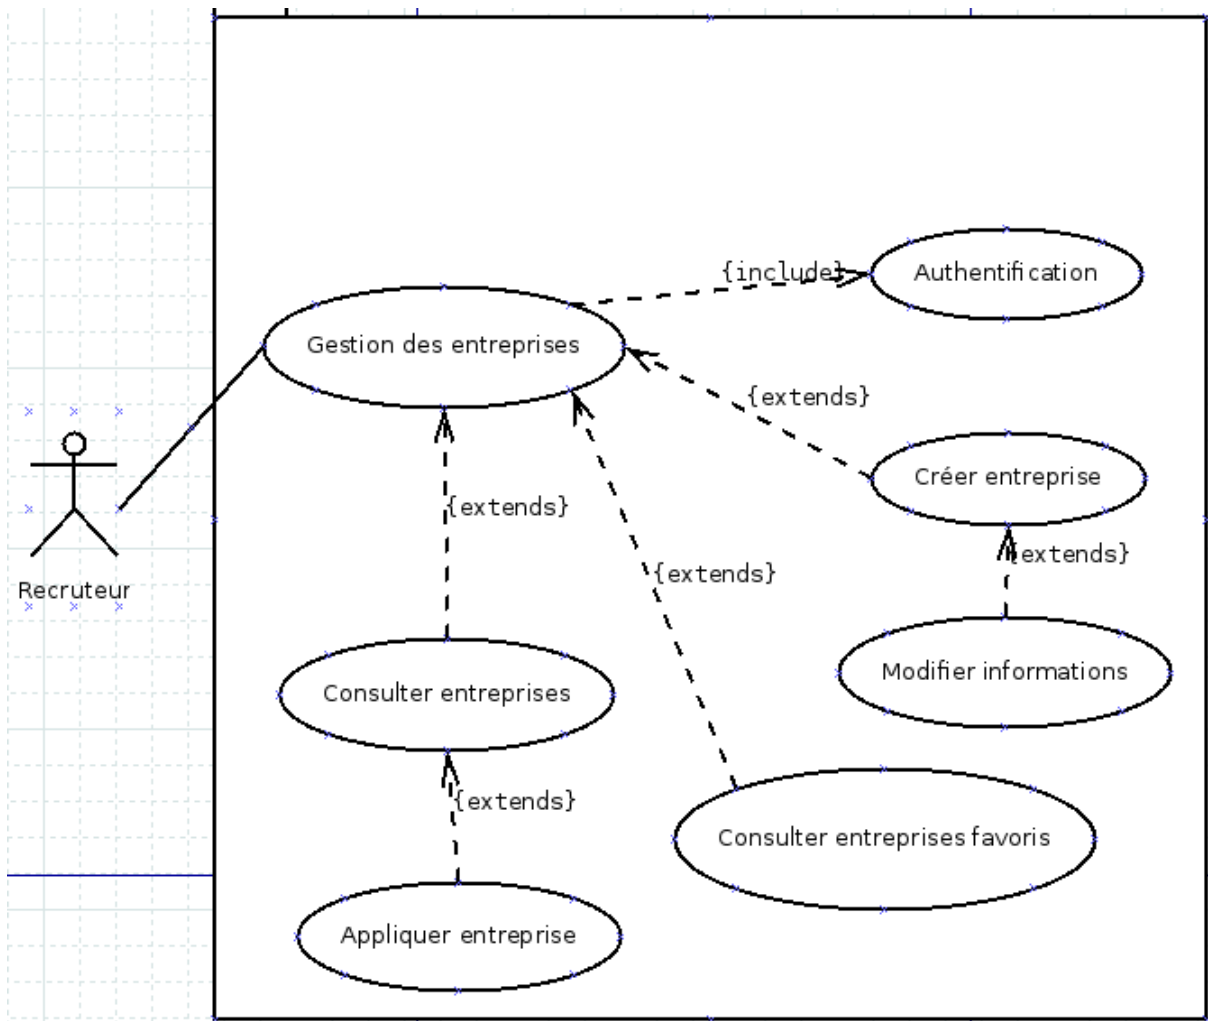 {include}
Authentification
Gestion des entreprises
{extends}
Créer entreprise
{extends}
{extends}
{extends}
Recruteur
Modifier informations
Consulter entreprises
{extends}
Consulter entreprises favoris
Appliquer entreprise